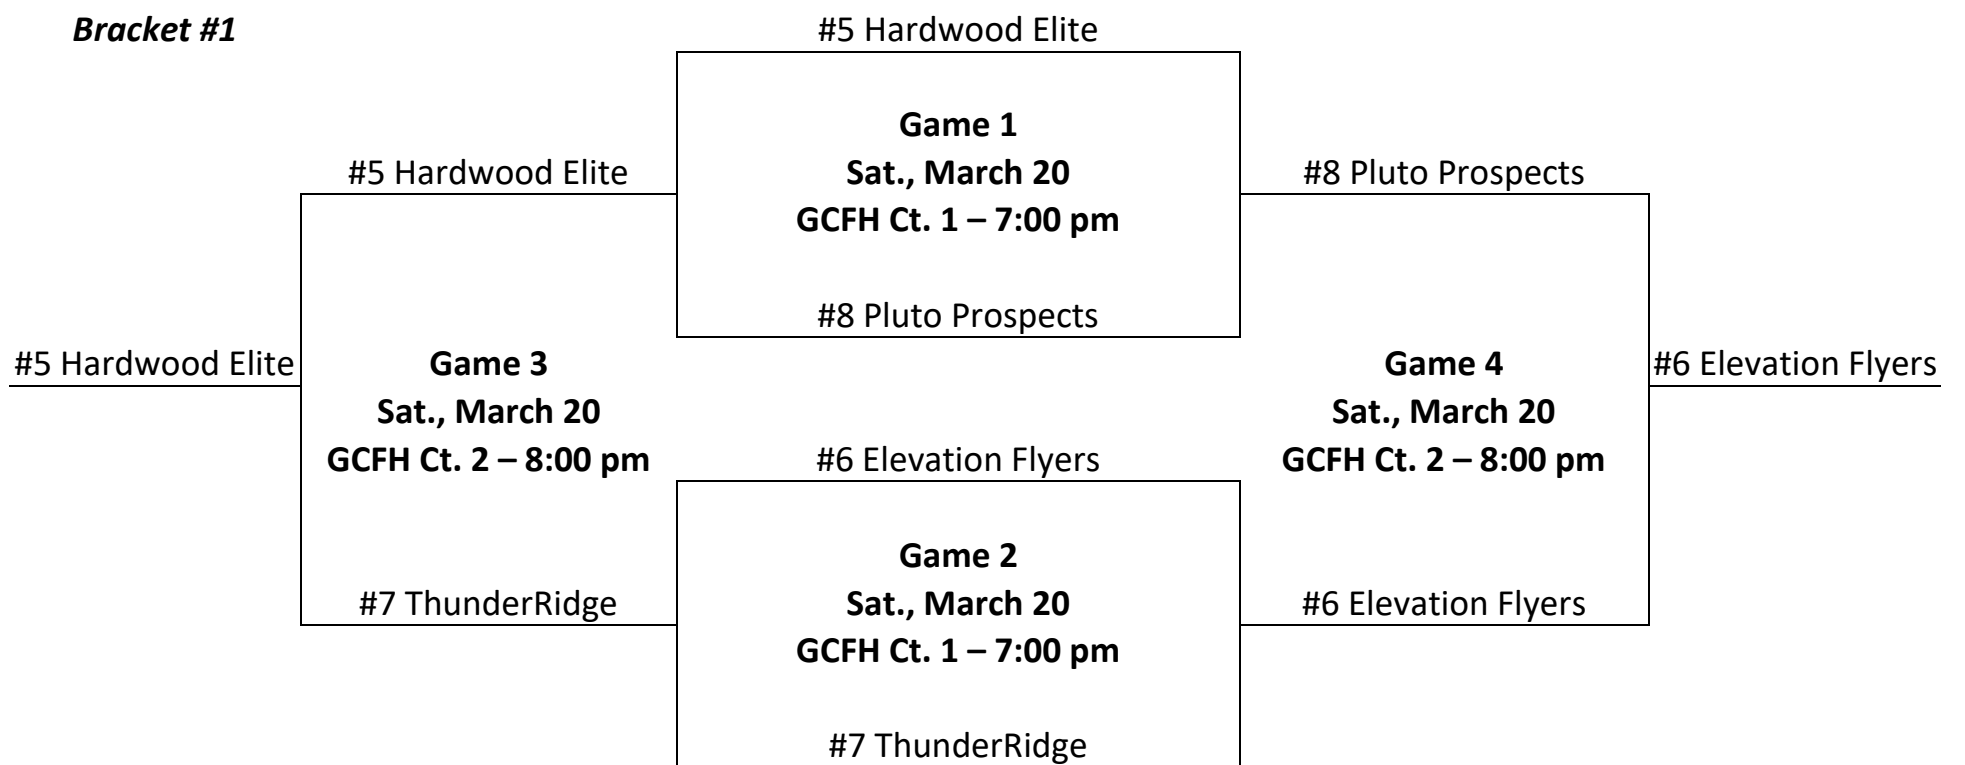 Bracket #1
#5 Hardwood Elite
Game 1
Sat., March 20
GCFH Ct. 1 – 7:00 pm
#5 Hardwood Elite
#8 Pluto Prospects
#8 Pluto Prospects
#5 Hardwood Elite
Game 3
Sat., March 20
GCFH Ct. 2 – 8:00 pm
Game 4
Sat., March 20
GCFH Ct. 2 – 8:00 pm
#6 Elevation Flyers
#6 Elevation Flyers
Game 2
Sat., March 20
GCFH Ct. 1 – 7:00 pm
#7 ThunderRidge
#6 Elevation Flyers
#7 ThunderRidge